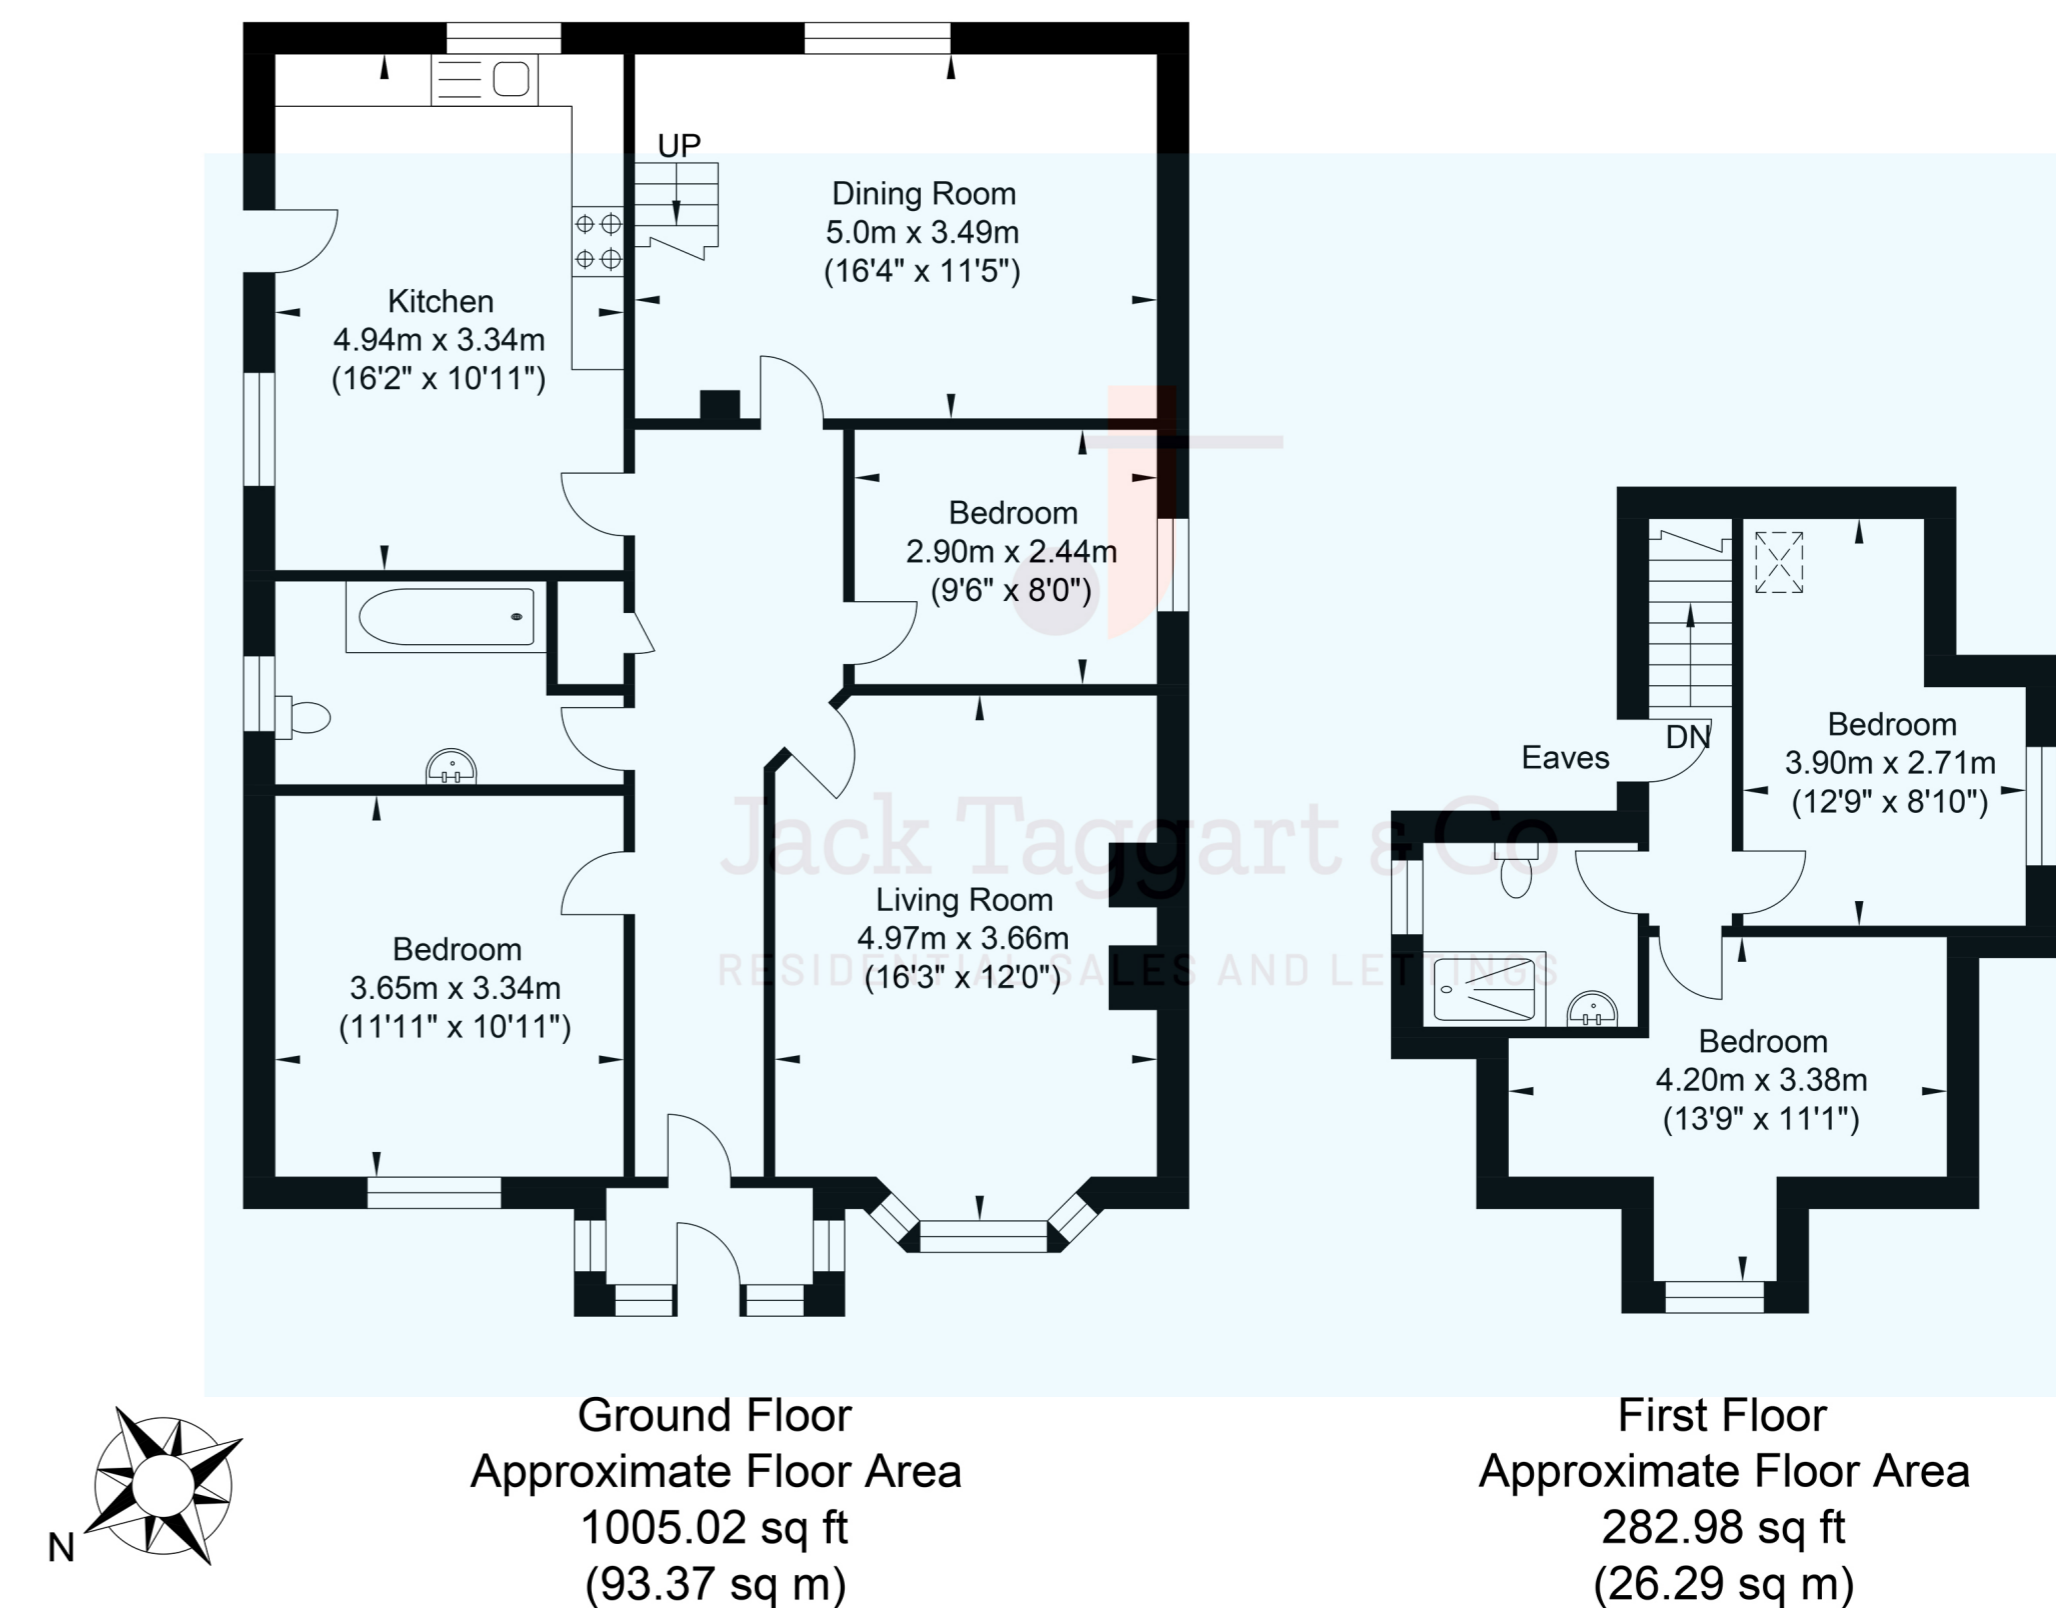 UP
Dining Room
5.0m x 3.49m
(16'4" x 11'5")
Kitchen
4.94m x 3.34m
(16'2" x 10'11")
Bedroom
2.90m x 2.44m
(9'6" x 8'0")
Bedroom
3.65m x 3.34m
(11'11" x 10'11")
Living Room
4.97m x 3.66m
(16'3" x 12'0")
Jack Taggart & Co
RESIDENTIAL SALES AND LETTINGS
Eaves
DN
Bedroom
3.90m x 2.71m
(12'9" x 8'10")
Bedroom
4.20m x 3.38m
(13'9" x 11'1")
N
Ground Floor
Approximate Floor Area
1005.02 sq ft
(93.37 sq m)
First Floor
Approximate Floor Area
282.98 sq ft
(26.29 sq m)